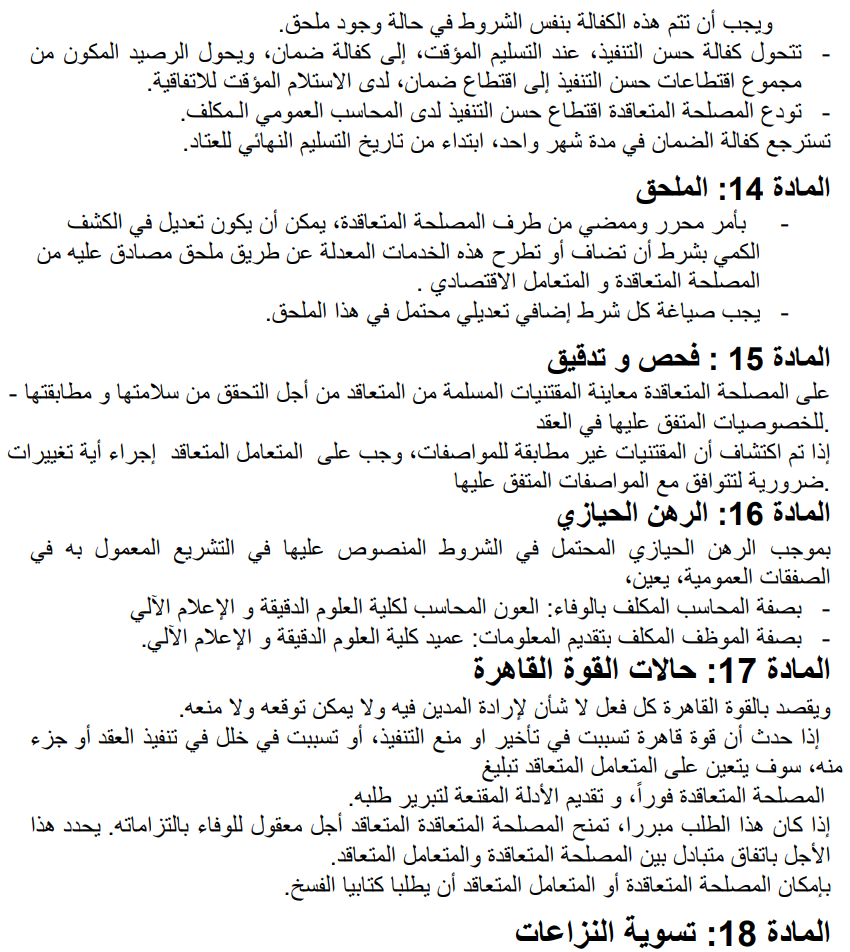 ويجب أن تتم هذه الكفالة بنفس الشروط في حالة وجود ملحق.
- تتحول كفالة حسن التنفيذ، عند التسليم المؤقت، إلى كفالة ضمان، ويحول الرصيد المكون من
مجموع اقتطاعات حسن التنفيذ إلى اقتطاع ضمان، لدى الاستلام المؤقت للاتفاقية.
- تودع المصلحة المتعاقدة اقتطاع حسن التنفيذ لدى المحاسب العمومي المكلف.
تسترجع كفالة الضمان في مدة شهر واحد، ابتداء من تاريخ التسليم النهائي للعتاد.
المادة 14: الملحق
- بأمر محرر وممضي من طرف المصلحة المتعاقدة، يمكن أن يكون تعديل في الكشف
الكمي بشرط أن تضاف أو تطرح هذه الخدمات المعدلة عن طريق ملحق مصادق عليه من
المصلحة المتعاقدة و المتعامل الاقتصادي .
- يجب صياغة كل شرط إضافي تعديلي محتمل في هذا الملحق.
المادة 15 : فحص و تدقيق
على المصلحة المتعاقدة معاينة المقتنيات المسلمة من المتعاقد من أجل التحقق من سلامتها و مطابقتها -
.للخصوصيات المتفق عليها في العقد
إذا تم اكتشاف أن المقتنيات غير مطابقة للمواصفات، وجب على المتعامل المتعاقد إجراء أية تغييرات
.ضرورية لتتوافق مع المواصفات المتفق عليها
المادة 16: الرهن الحيازي
بموجب الرهن الحيازي المحتمل في الشروط المنصوص عليها في التشريع المعمول به في
الصفقات العمومية، يعين،
- بصفة المحاسب المكلف بالوفاء: العون المحاسب لكلية العلوم الدقيقة و الإعلام الآلي
- بصفة الموظف المكلف بتقديم المعلومات: عميد كلية العلوم الدقيقة و الإعلام الآلي.
المادة 17: حالات القوة القاهرة
ويقصد بالقوة القاهرة كل فعل لا شأن لإرادة المدين فيه ولا يمكن توقعه ولا منعه.
إذا حدث أن قوة قاهرة تسببت في تأخير او منع التنفيذ، أو تسببت في خلل في تنفيذ العقد أو جزء
منه، سوف يتعين على المتعامل المتعاقد تبليغ
المصلحة المتعاقدة فوراً، و تقديم الأدلة المقنعة لتبرير طلبه.
إذا كان هذا الطلب مبررا، تمنح المصلحة المتعاقدة المتعاقد أجل معقول للوفاء بالتزاماته. يحدد هذا
الأجل باتفاق متبادل بين المصلحة المتعاقدة والمتعامل المتعاقد.
بإمكان المصلحة المتعاقدة أو المتعامل المتعاقد أن يطلبا كتابيا الفسخ.
المادة 18: تسوية النزاعات